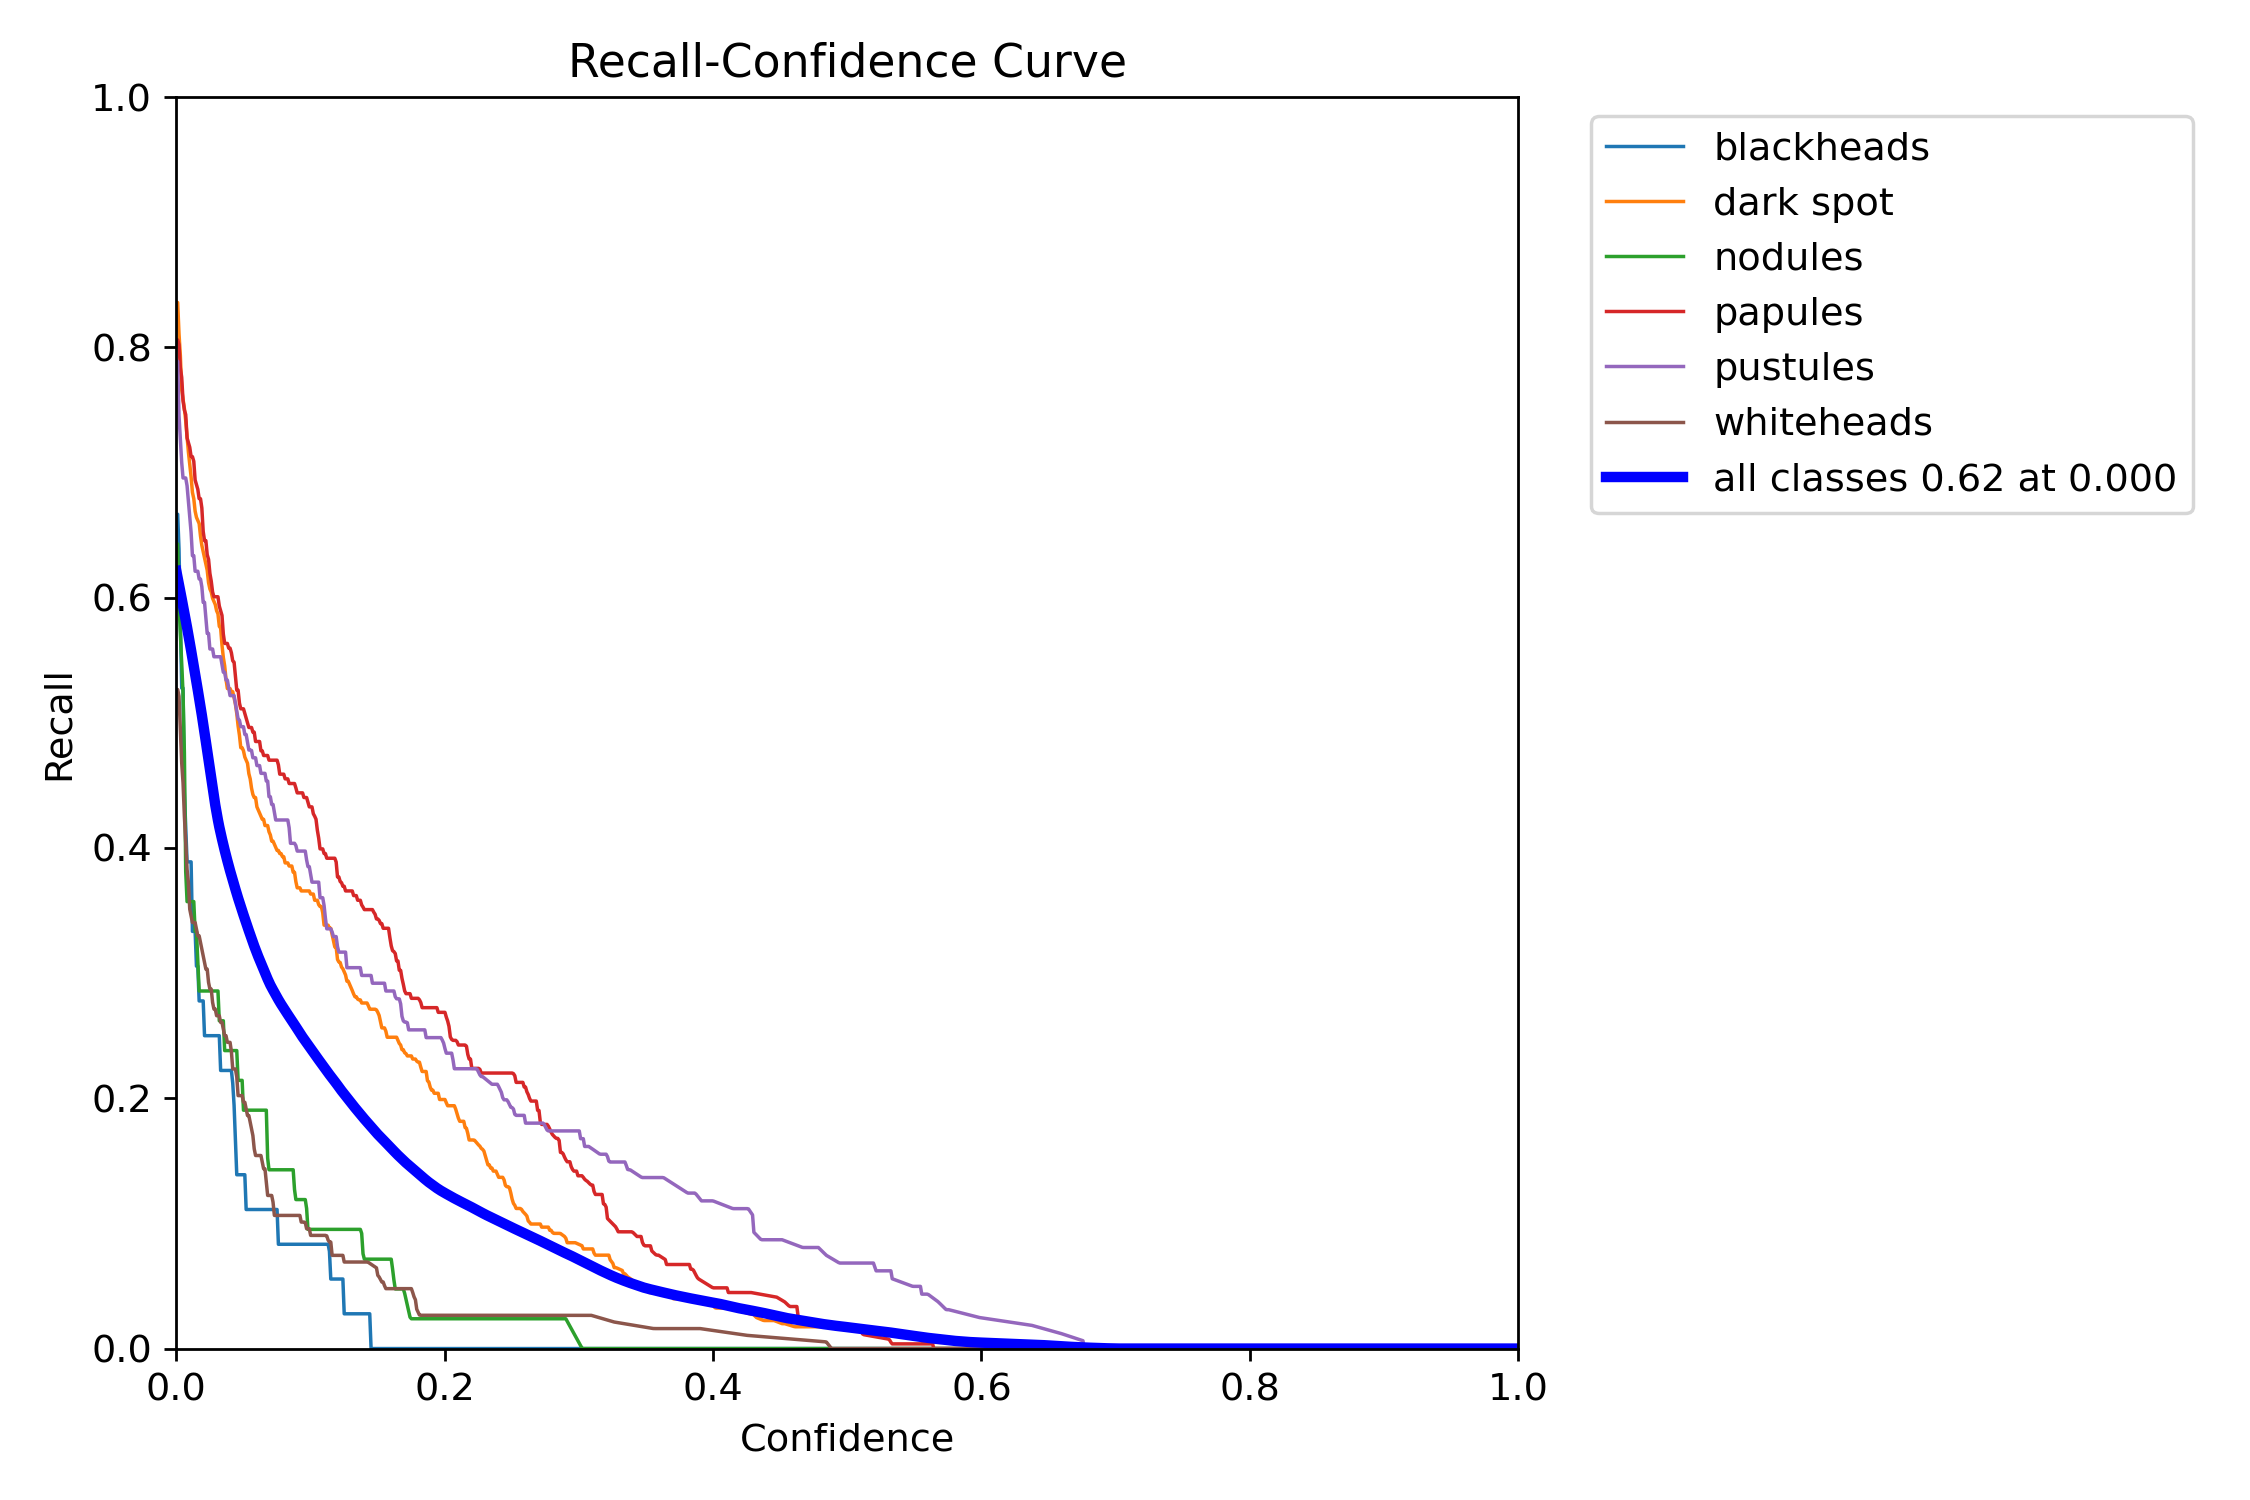 Recall-Confidence Curve
1.0
0.8
0.6
0.4
0.2
0.0
Recall
0.0 0.2 0.4 0.6 0.8 1.0
Confidence
blackheads
dark spot
nodules
papules
pustules
whiteheads
all classes 0.62 at 0.000